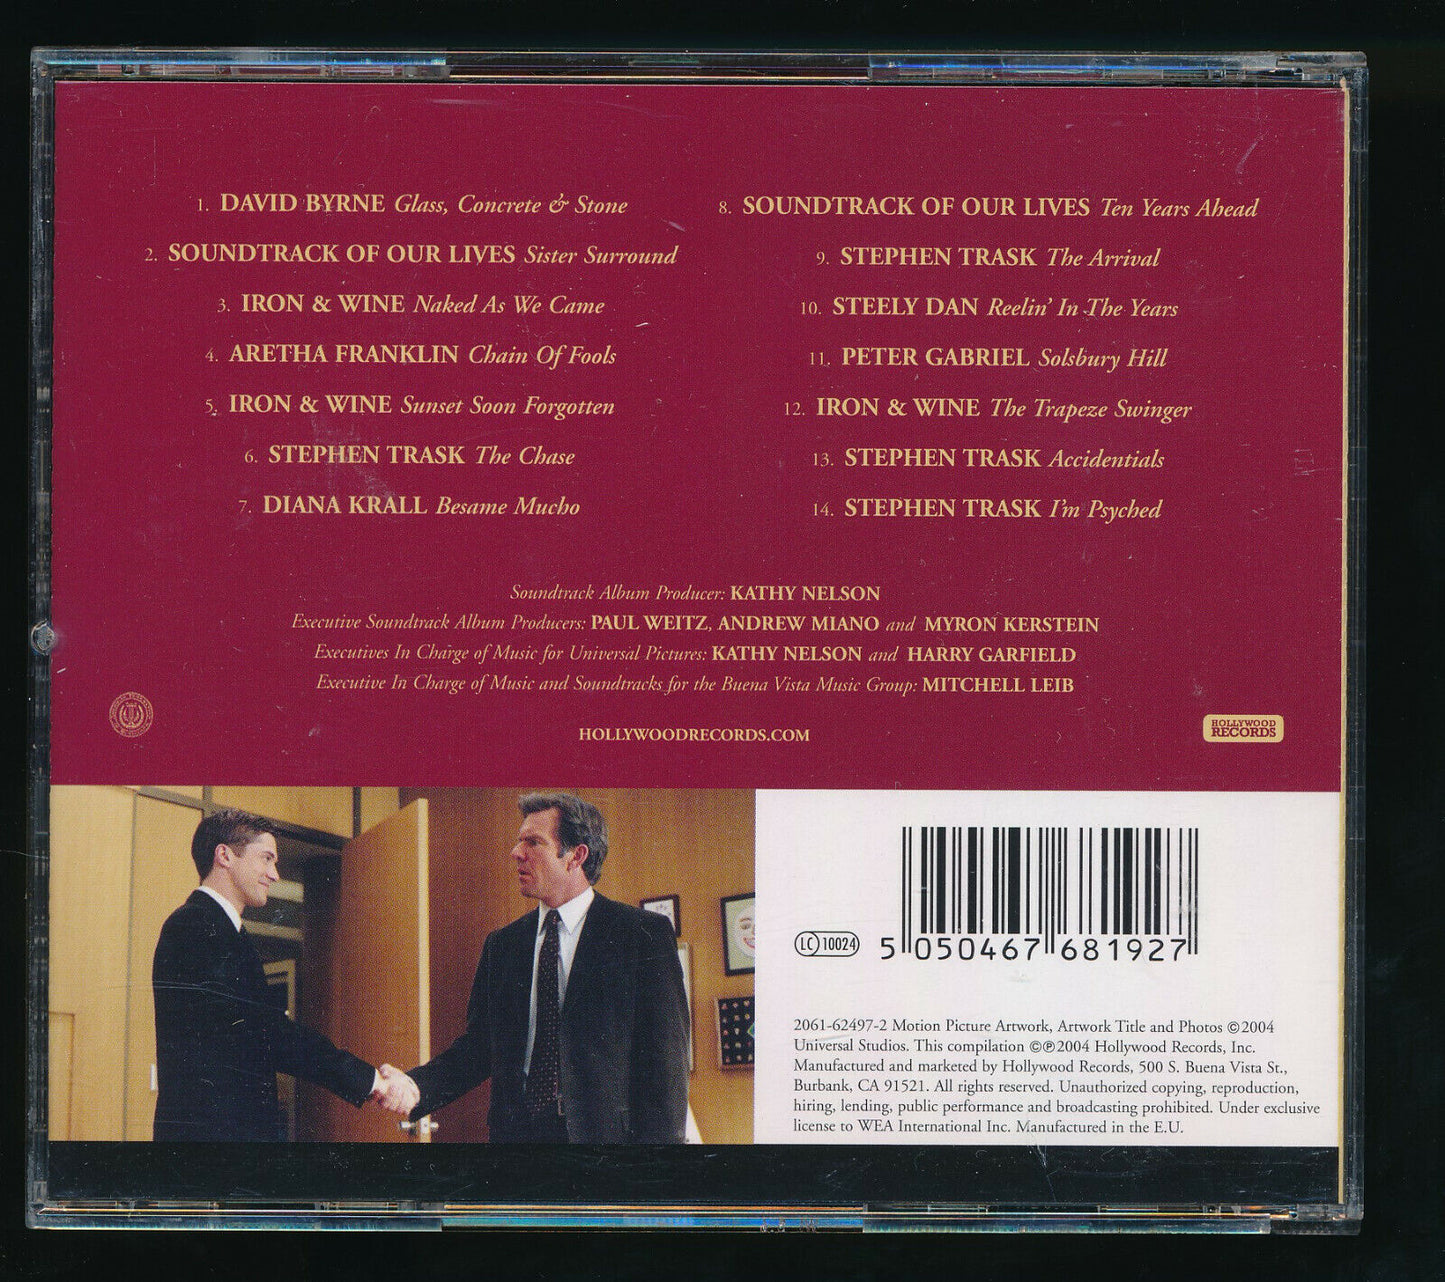 1. DAVID BYRNE Glass, Concrete & Stone
2. SOUNDTRACK OF OUR LIVES Sister Surround
3. IRON & WINE Naked As We Came
4. ARETHA FRANKLIN Chain Of Fools
5. IRON & WINE Sunset Soon Forgotten
6. STEPHEN TRASK The Chase
7. DIANA KRALL Besame Mucho
8. SOUNDTRACK OF OUR LIVES Ten Years Ahead
9. STEPHEN TRASK The Arrival
10. STEELY DAN Reelin' In The Years
11. PETER GABRIEL Solsbury Hill
12. IRON & WINE The Trapeze Swinger
13. STEPHEN TRASK Accidentials
14. STEPHEN TRASK I'm Psyched
Soundtrack Album Producer: KATHY NELSON
Executive Soundtrack Album Producers: PAUL WEITZ, ANDREW MIANO and MYRON KERSTEIN
Executives In Charge of Music for Universal Pictures: KATHY NELSON and HARRY GARFIELD
Executive In Charge of Music and Soundtracks for the Buena Vista Music Group: MITCHELL LEIB
HOLLYWOODRECORDS.COM
HOLLYWOOD
RECORDS
LC 10024
5 050467 681927
2061-62497-2 Motion Picture Artwork, Artwork Title and Photos ©2004
Universal Studios. This compilation ©℗2004 Hollywood Records, Inc.
Manufactured and marketed by Hollywood Records, 500 S. Buena Vista St.,
Burbank, CA 91521. All rights reserved. Unauthorized copying, reproduction,
hiring, lending, public performance and broadcasting prohibited. Under exclusive
license to WEA International Inc. Manufactured in the E.U.